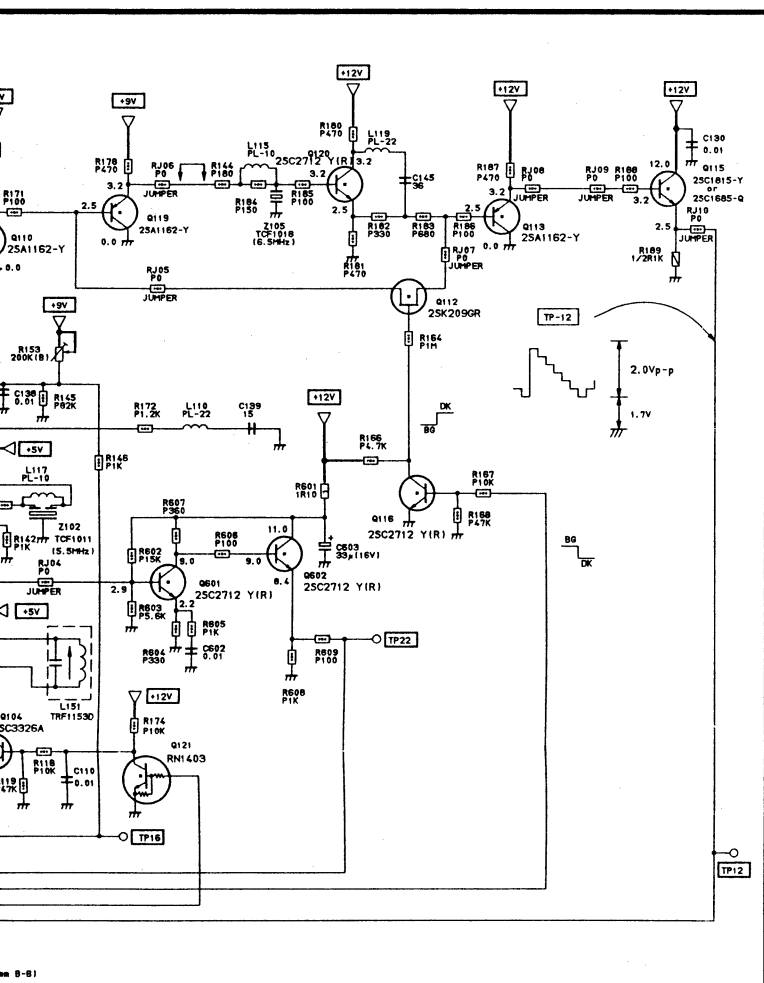 +12V
+12V
+12V
V
+9V
R180
P470
L119
PL-22
C130
0.01
L115
PL-10
Q120
2SC2712 Y(R)
3.2
R178
P470
RJ06
P0
JUMPER
R144
P180
3.2
C145
36
R187
P470
RJ08
P0
JUMPER
RJ09
P0
R188
P100
12.0
Q115
2SC1815-Y
or
2SC1685-Q
R171
P100
3.2
R184
P150
R185
P100
3.2
3.2
RJ10
P0
JUMPER
2.5
Q119
2SA1162-Y
0.0
Z105
TCF1018
(6.5MHz)
2.5
R182
P330
R183
P680
2.5
R186
P100
Q113
2SA1162-Y
0.0
2.5
R189
1/2R1K
Q110
2SA1162-Y
0.0
R181
P470
RJ07
P0
JUMPER
RJ05
P0
JUMPER
Q112
2SK209GR
+9V
TP-12
R164
P1M
2.0Vp-p
1.7V
R153
200K(B)
C138
0.01
R145
P82K
R172
P1.2K
L110
PL-22
C139
15
+12V
DK
BG
+5V
R146
P1K
R166
P4.7K
L117
PL-10
R601
1R10
R167
P10K
R607
P360
Q116
2SC2712 Y(R)
R168
P47K
R142
P1K
Z102
TCF1011
(5.5MHz)
R602
P15K
R606
P100
11.0
C603
33μ(16V)
BG
DK
RJ04
P0
JUMPER
9.0
9.0
Q602
2SC2712 Y(R)
2.9
Q601
2SC2712 Y(R)
8.4
+5V
R603
P5.6K
2.2
R605
P1K
R604
P330
C602
0.01
R609
P100
TP22
R608
P1K
L151
TRF1153D
+12V
Q104
SC3326A
R174
P10K
Q121
RN1403
R118
P10K
C110
0.01
119
47K
TP16
TP12